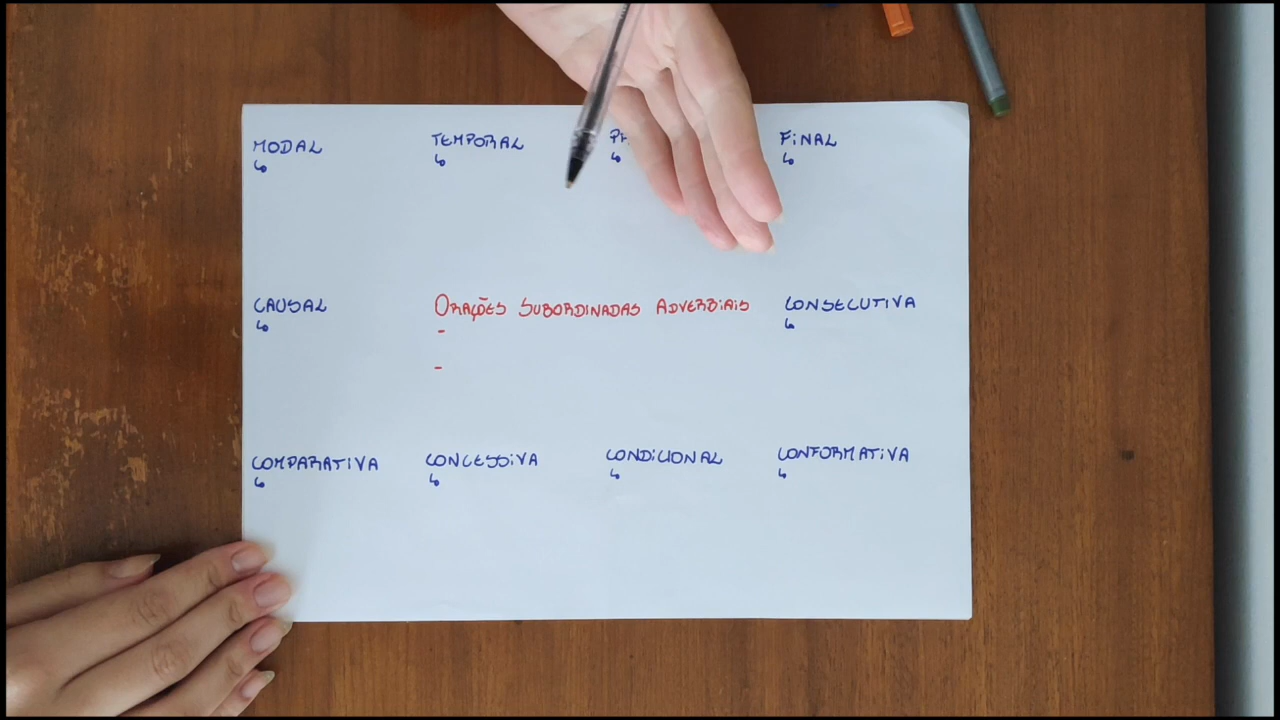 MODAL
TEMPORAL
FINAL
CAUSAL
ORAÇÕES SUBORDINADAS ADVERBIAIS
-
-
CONSECUTIVA
COMPARATIVA
CONCESSIVA
CONDICIONAL
CONFORMATIVA